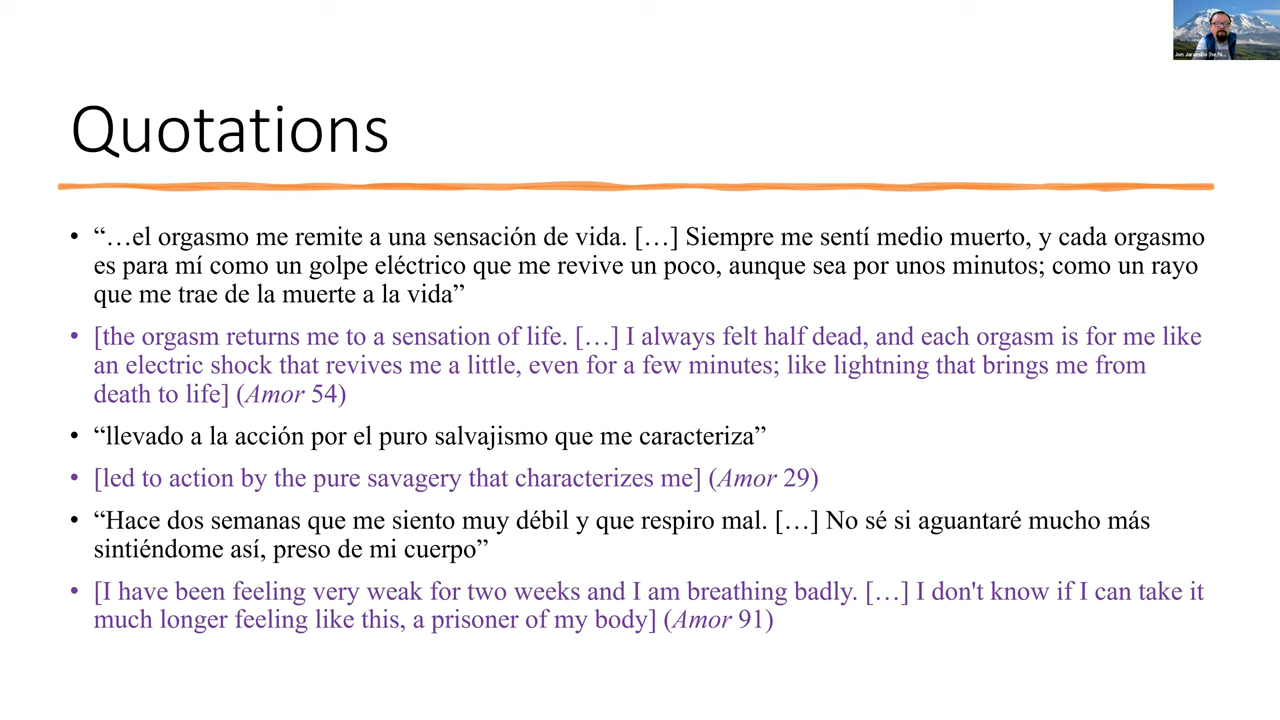 Jon Jaramillo (he/hi...
Quotations
• “…el orgasmo me remite a una sensación de vida. […] Siempre me sentí medio muerto, y cada orgasmo
es para mí como un golpe eléctrico que me revive un poco, aunque sea por unos minutos; como un rayo
que me trae de la muerte a la vida”
• [the orgasm returns me to a sensation of life. […] I always felt half dead, and each orgasm is for me like
an electric shock that revives me a little, even for a few minutes; like lightning that brings me from
death to life] (Amor 54)
• “llevado a la acción por el puro salvajismo que me caracteriza”
• [led to action by the pure savagery that characterizes me] (Amor 29)
• “Hace dos semanas que me siento muy débil y que respiro mal. […] No sé si aguantaré mucho más
sintiéndome así, preso de mi cuerpo”
• [I have been feeling very weak for two weeks and I am breathing badly. […] I don't know if I can take it
much longer feeling like this, a prisoner of my body] (Amor 91)